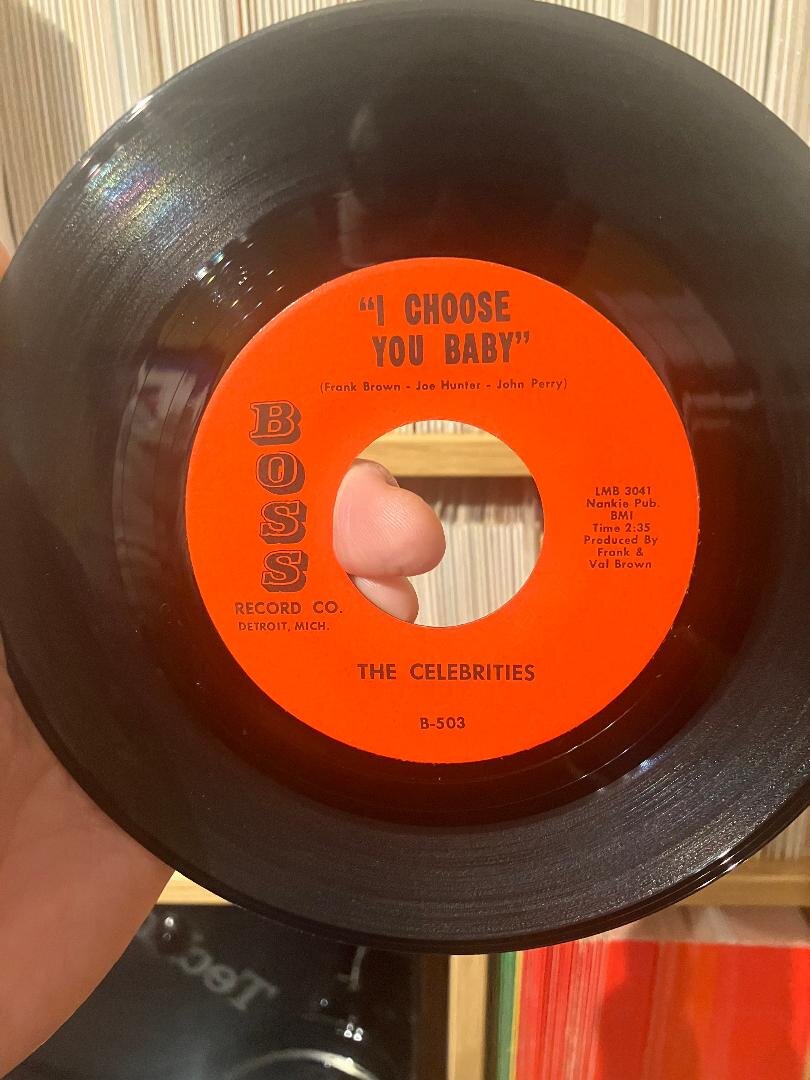 “I CHOOSE
YOU BABY”
(Frank Brown - Joe Hunter - John Perry)
BOSS
RECORD CO.
DETROIT, MICH.
LMB 3041
Nankie Pub.
BMI
Time 2:35
Produced By
Frank &
Val Brown
THE CELEBRITIES
B-503